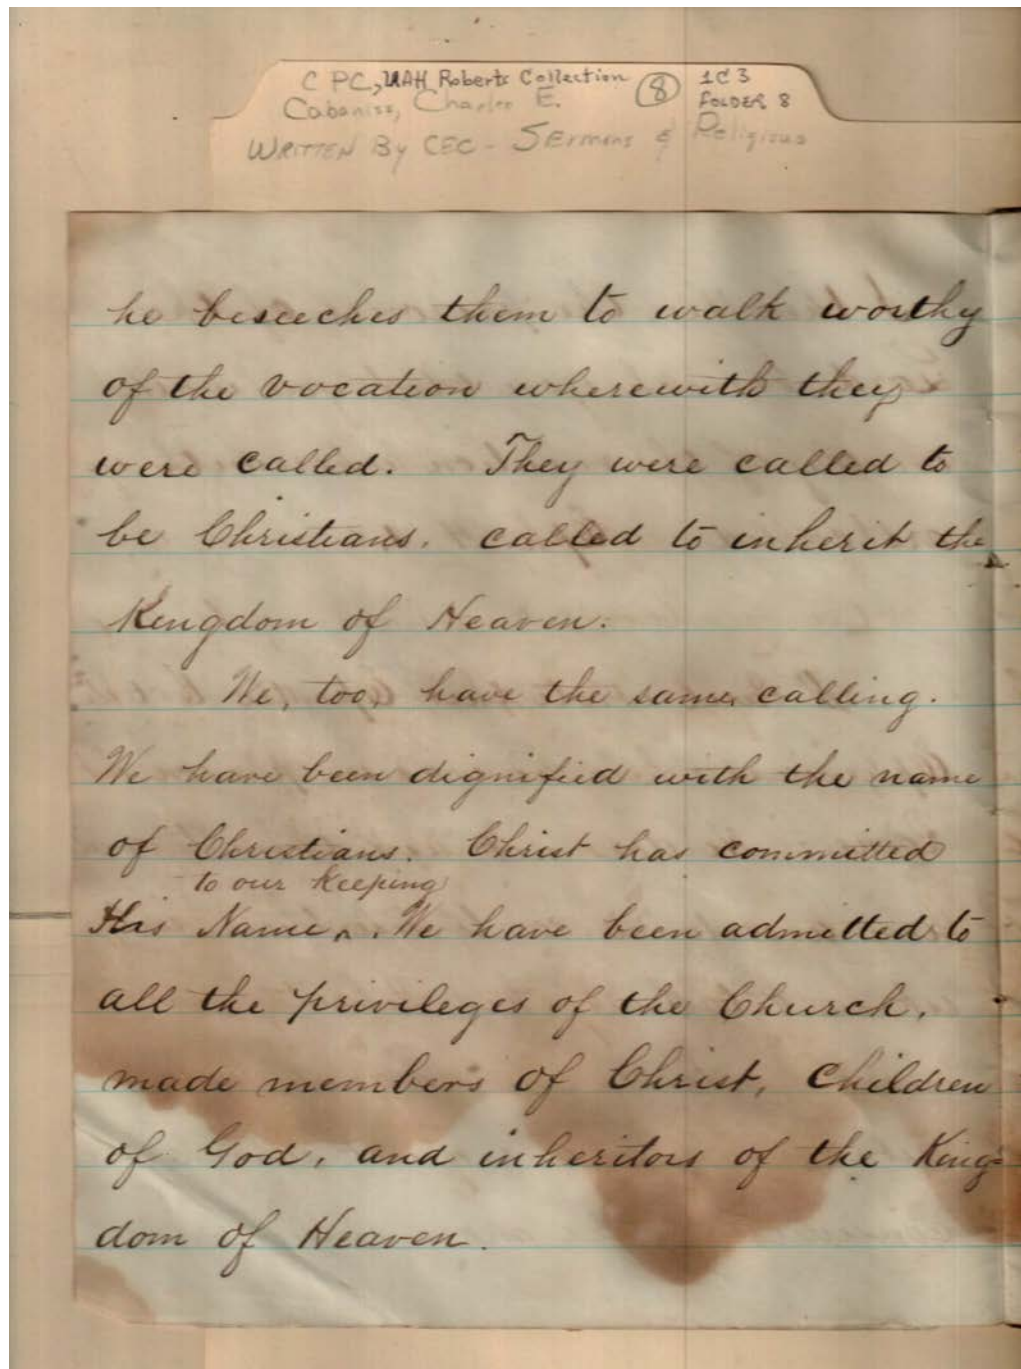 C PC, UAH Roberts Collection (8) 1C3
Cabaniss, Charles E. FOLDER 8
WRITTEN By CEC - SErmons & Religious
he beseeches them to walk worthy
of the vocation wherewith they
were called. They were called to
be Christians. called to inherit the
Kingdom of Heaven.
We, too, have the same, calling.
We have been dignified with the name
of Christians. Christ has committed
to our keeping
His Name ^. We have been admitted to
all the privileges of the Church.
made members of Christ, Children
of God, and inheritors of the King=
dom of Heaven.